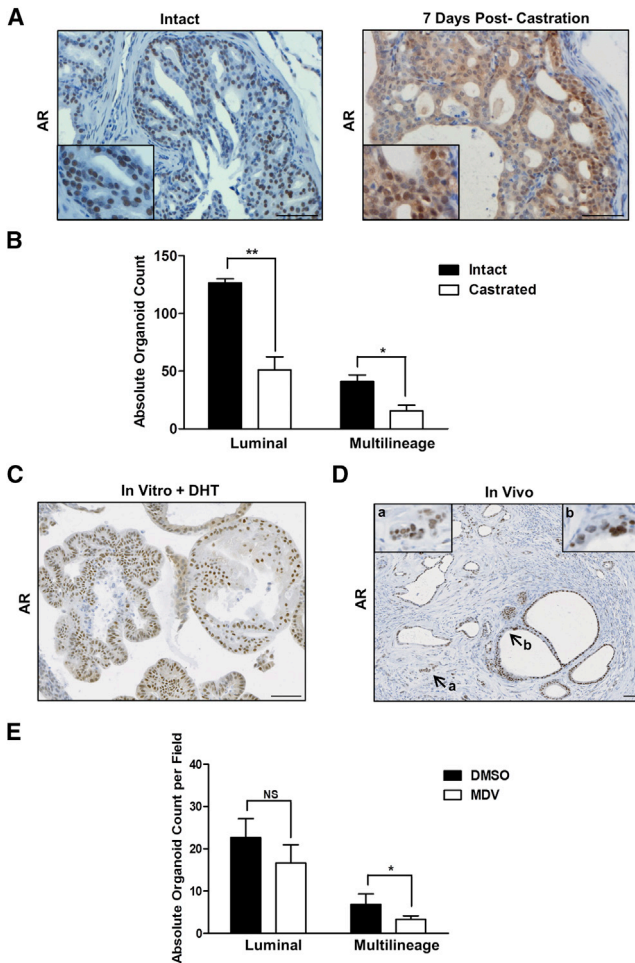 A
Intact
7 Days Post- Castration
AR
AR
B
Absolute Organoid Count
150
100
50
0
**
*
Intact
Castrated
Luminal
Multilineage
C
In Vitro + DHT
AR
D
In Vivo
AR
a
b
b
a
E
Absolute Organoid Count per Field
40
30
20
10
0
NS
*
DMSO
MDV
Luminal
Multilineage